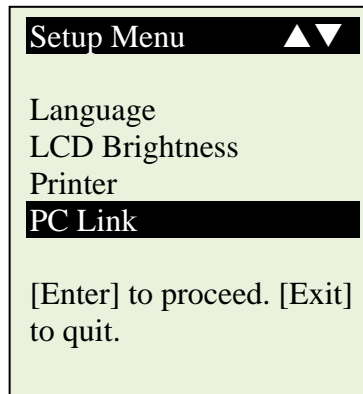 Setup Menu ▲▼
Language
LCD Brightness
Printer
PC Link
[Enter] to proceed. [Exit]
to quit.